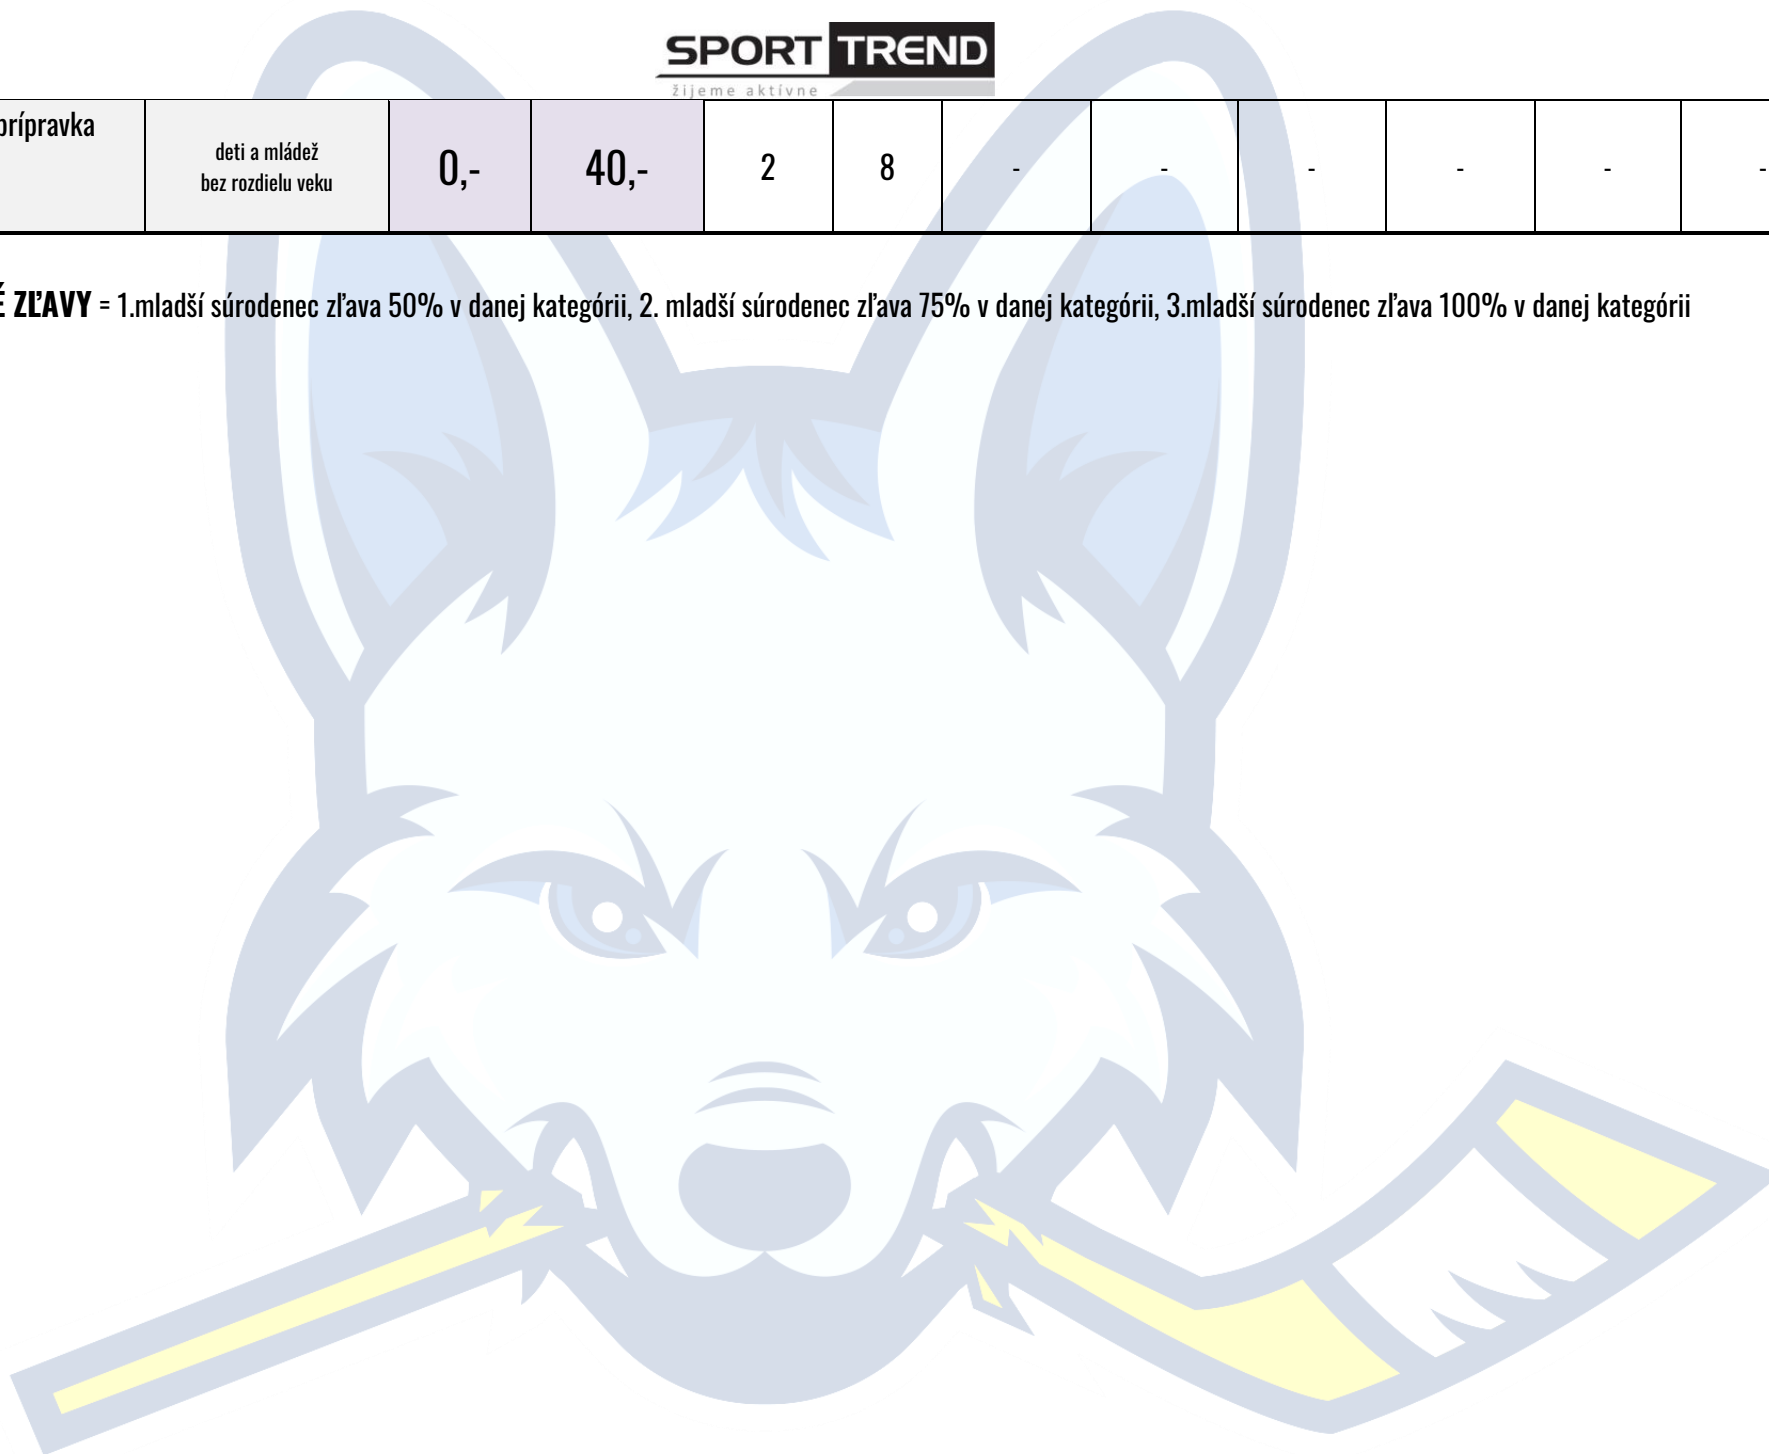 SPORT TREND
žijeme aktívne
prípravka
deti a mládež
bez rozdielu veku
0,- 40,- 2 8 - - - - - -
ZĽAVY = 1.mladší súrodenec zľava 50% v danej kategórii, 2. mladší súrodenec zľava 75% v danej kategórii, 3.mladší súrodenec zľava 100% v danej kategórii